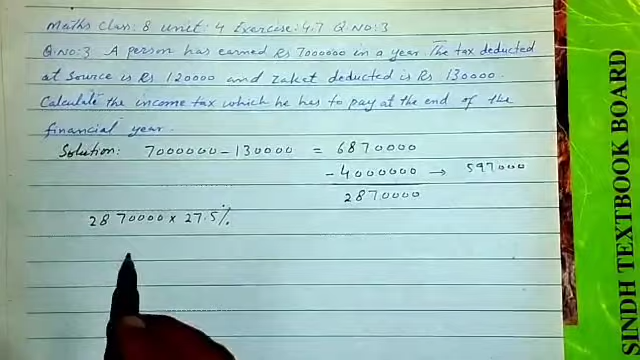 Maths Class: 8 unit: 4 Exercise: 4.7 Q.NO:3
Q.NO:3 A person has earned Rs 7000000 in a year. The tax deducted
at Source is Rs 120000 and Zaket deducted is Rs 130000.
Calculate the income tax which he has to pay at the end of the
financial year.
Solution: 7000000 - 130000 = 6870000
- 4000000 → 597000
2870000
2870000 x 27.5%
SINDH TEXTBOOK BOARD